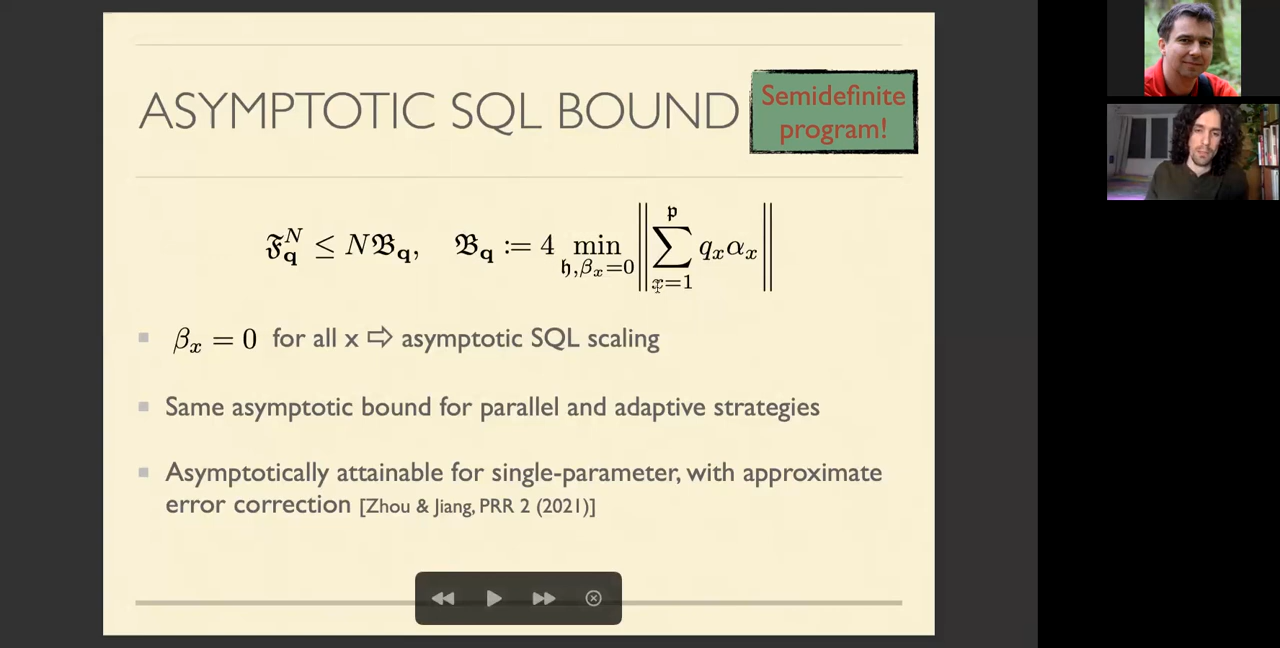 ASYMPTOTIC SQL BOUND
Semidefinite
program!
𝔉_𝐪^N ≤ N𝔅_𝐪, 𝔅_𝐪 := 4 min_{𝔥,β_x=0} ‖ ∑_{x=1}^{𝔭} q_x α_x ‖
β_x = 0 for all x ⇨ asymptotic SQL scaling
Same asymptotic bound for parallel and adaptive strategies
Asymptotically attainable for single-parameter, with approximate
error correction [Zhou & Jiang, PRR 2 (2021)]